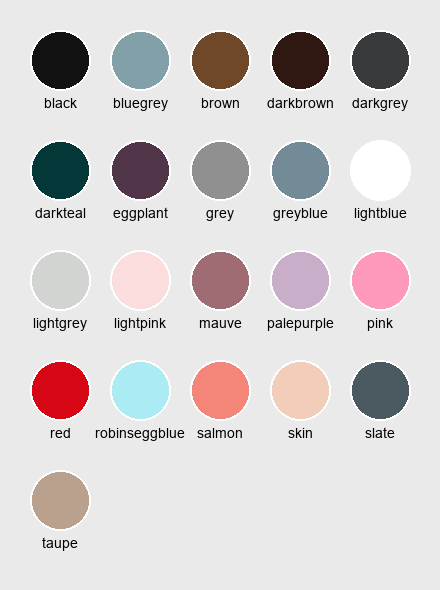 black bluegrey brown darkbrown darkgrey
darkteal eggplant grey greyblue lightblue
lightgrey lightpink mauve palepurple pink
red robinseggblue salmon skin slate
taupe